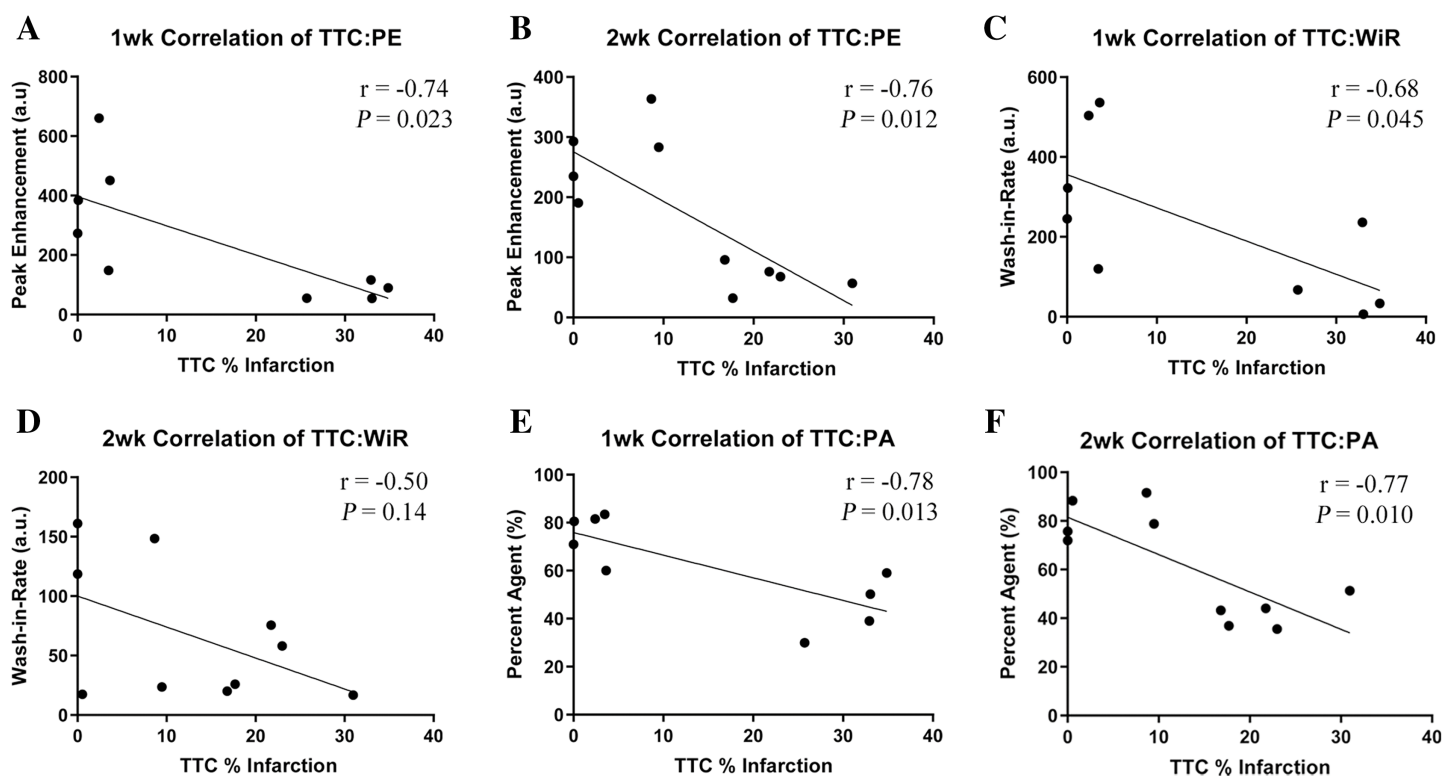 A
1wk Correlation of TTC:PE
r = -0.74
P = 0.023
Peak Enhancement (a.u)
800
600
400
200
0
0 10 20 30 40
TTC % Infarction
B
2wk Correlation of TTC:PE
r = -0.76
P = 0.012
Peak Enhancement (a.u)
400
300
200
100
0
0 10 20 30 40
TTC % Infarction
C
1wk Correlation of TTC:WiR
r = -0.68
P = 0.045
Wash-in-Rate (a.u.)
600
400
200
0
0 10 20 30 40
TTC % Infarction
D
2wk Correlation of TTC:WiR
r = -0.50
P = 0.14
Wash-in-Rate (a.u.)
200
150
100
50
0
0 10 20 30 40
TTC % Infarction
E
1wk Correlation of TTC:PA
r = -0.78
P = 0.013
Percent Agent (%)
100
80
60
40
20
0
0 10 20 30 40
TTC % Infarction
F
2wk Correlation of TTC:PA
r = -0.77
P = 0.010
Percent Agent (%)
100
80
60
40
20
0
0 10 20 30 40
TTC % Infarction